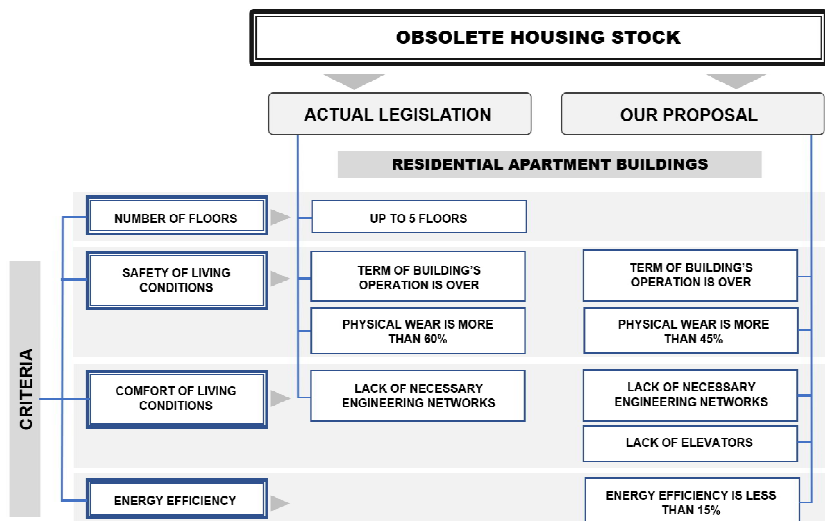 OBSOLETE HOUSING STOCK
ACTUAL LEGISLATION
OUR PROPOSAL
RESIDENTIAL APARTMENT BUILDINGS
CRITERIA
NUMBER OF FLOORS
UP TO 5 FLOORS
SAFETY OF LIVING
CONDITIONS
TERM OF BUILDING'S
OPERATION IS OVER
TERM OF BUILDING'S
OPERATION IS OVER
PHYSICAL WEAR IS MORE
THAN 60%
PHYSICAL WEAR IS MORE
THAN 45%
COMFORT OF LIVING
CONDITIONS
LACK OF NECESSARY
ENGINEERING NETWORKS
LACK OF NECESSARY
ENGINEERING NETWORKS
LACK OF ELEVATORS
ENERGY EFFICIENCY
ENERGY EFFICIENCY IS LESS
THAN 15%